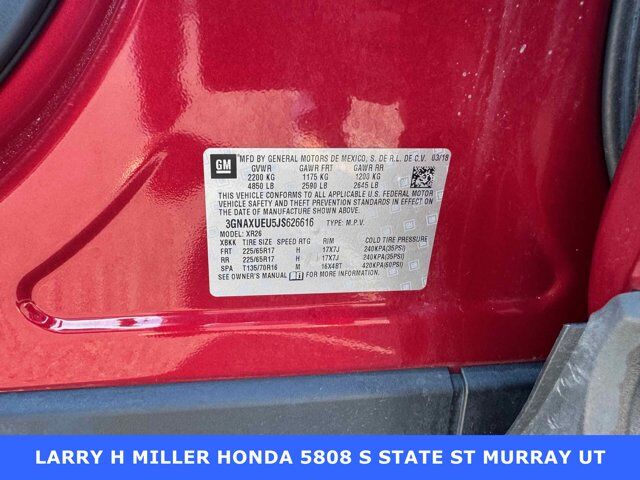 GM
MFD BY GENERAL MOTORS DE MEXICO, S. DE R.L. DE C.V. 03/18
GVWR GAWR FRT GAWR RR
2200 KG 1175 KG 1200 KG
4850 LB 2590 LB 2645 LB
THIS VEHICLE CONFORMS TO ALL APPLICABLE U.S. FEDERAL MOTOR
VEHICLE SAFETY AND THEFT PREVENTION STANDARDS IN EFFECT ON
THE DATE OF MANUFACTURE SHOWN ABOVE.
3GNAXUEU5JS626616 TYPE: M.P.V.
MODEL: XR26
XBKK TIRE SIZE SPEED RTG RIM COLD TIRE PRESSURE
FRT 225/65R17 H 17X7J 240KPA(35PSI)
RR 225/65R17 H 17X7J 240KPA(35PSI)
SPA T135/70R16 M 16X4BT 420KPA(60PSI)
SEE OWNER'S MANUAL FOR MORE INFORMATION.
LARRY H MILLER HONDA 5808 S STATE ST MURRAY UT